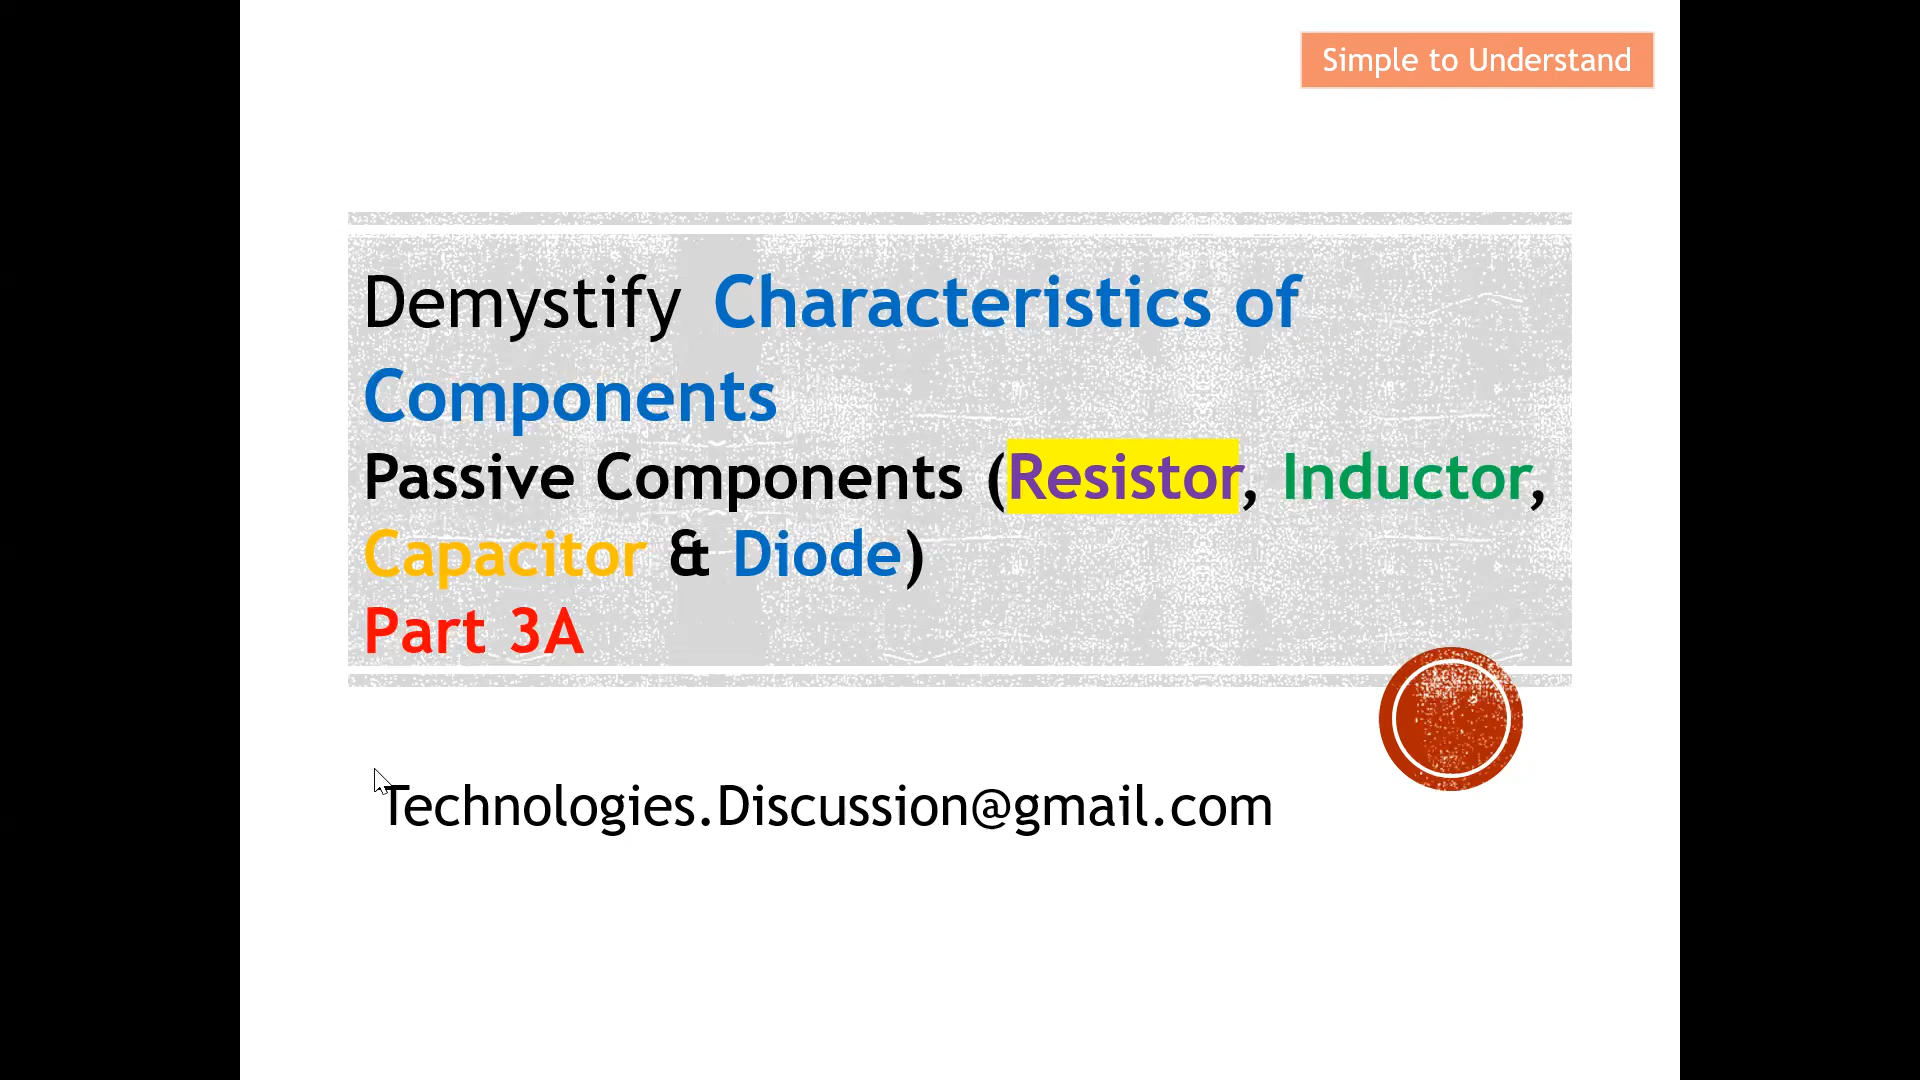 Simple to Understand
Demystify Characteristics of
Components
Passive Components (Resistor, Inductor,
Capacitor & Diode)
Part 3A
Technologies.Discussion@gmail.com